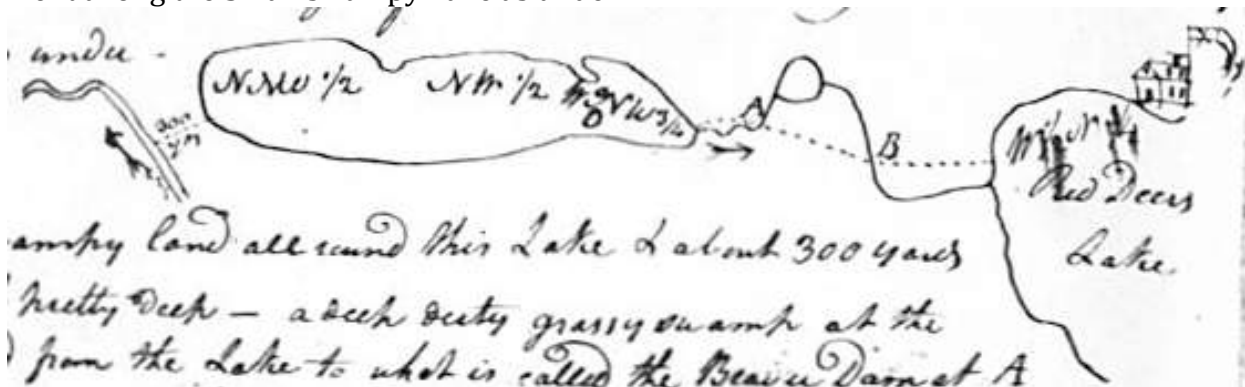 under -
NNW 1/2 NW 1/2 NW 3/4
A
B
Red Deers
Lake
ampy land all round this Lake & about 300 yards
pretty deep — a deep dirty grassy swamp at the
from the Lake to what is called the Beaver Dam at A